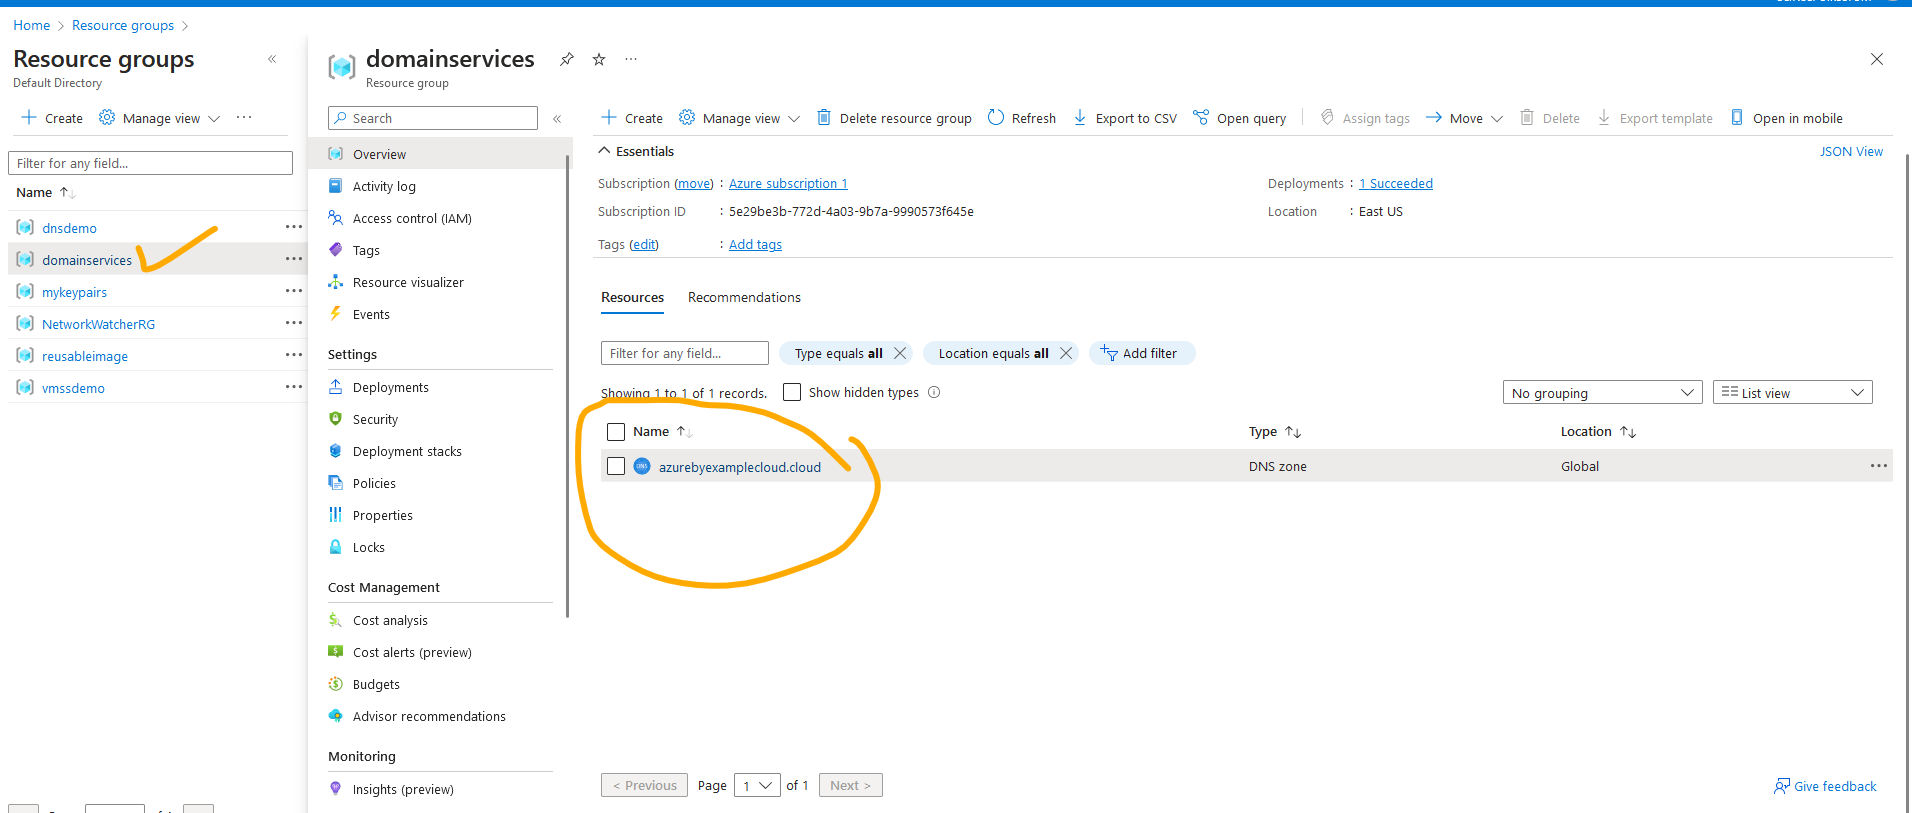 Home > Resource groups >
Resource groups
Default Directory
Create Manage view
Filter for any field...
Name
dnsdemo
domainservices
mykeypairs
NetworkWatcherRG
reusableimage
vmssdemo
domainservices
Resource group
Search
Overview
Activity log
Access control (IAM)
Tags
Resource visualizer
Events
Settings
Deployments
Security
Deployment stacks
Policies
Properties
Locks
Cost Management
Cost analysis
Cost alerts (preview)
Budgets
Advisor recommendations
Monitoring
Insights (preview)
Create Manage view Delete resource group Refresh Export to CSV Open query Assign tags Move Delete Export template Open in mobile
Essentials JSON View
Subscription (move) : Azure subscription 1
Subscription ID : 5e29be3b-772d-4a03-9b7a-9990573f645e
Tags (edit) : Add tags
Deployments : 1 Succeeded
Location : East US
Resources Recommendations
Filter for any field... Type equals all Location equals all Add filter
Showing 1 to 1 of 1 records. Show hidden types No grouping List view
Name Type Location
DNS azurebyexamplecloud.cloud DNS zone Global
< Previous Page 1 of 1 Next > Give feedback